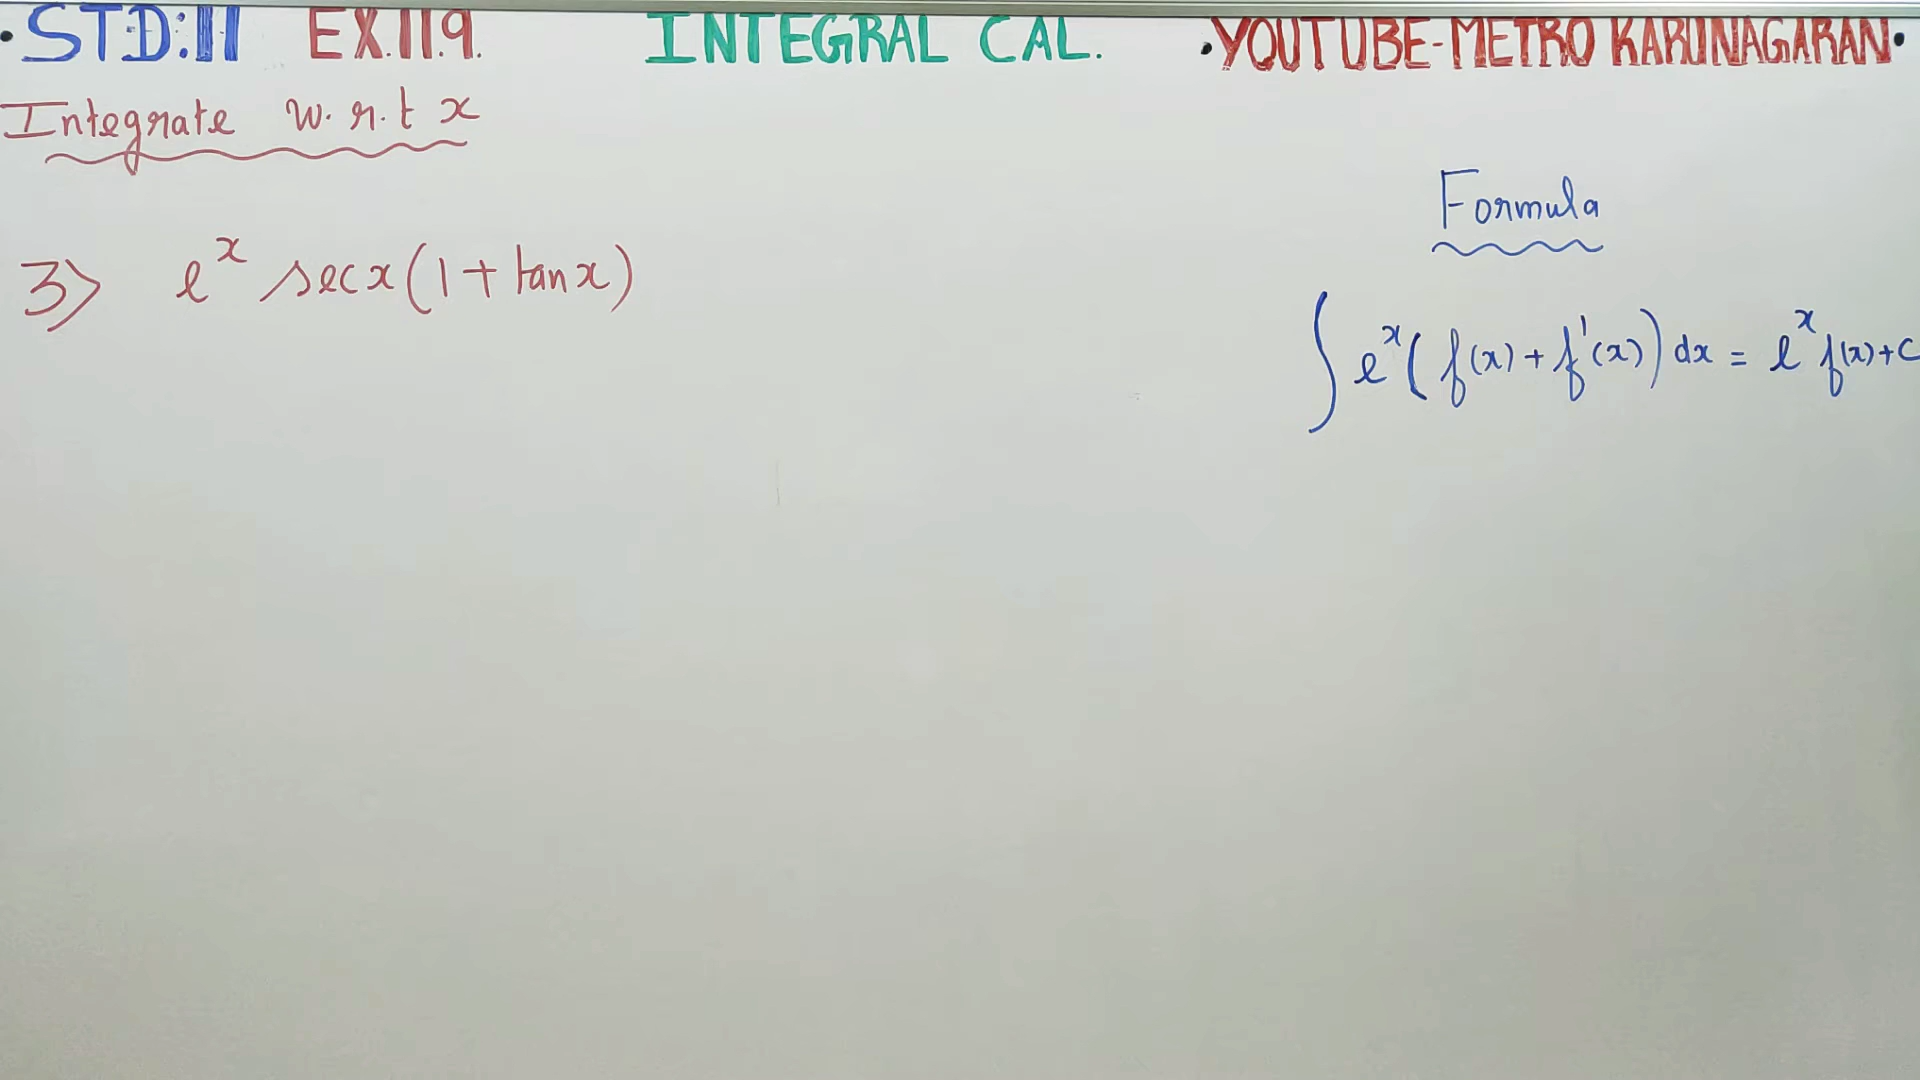 •STD:11 EX.11.9. INTEGRAL CAL. •YOUTUBE-METRO KARUNAGARAN•
Integrate w.r.t x
3> e^x sec x(1+tan x)
Formula
∫e^x(f(x)+f'(x))dx = e^x f(x)+c